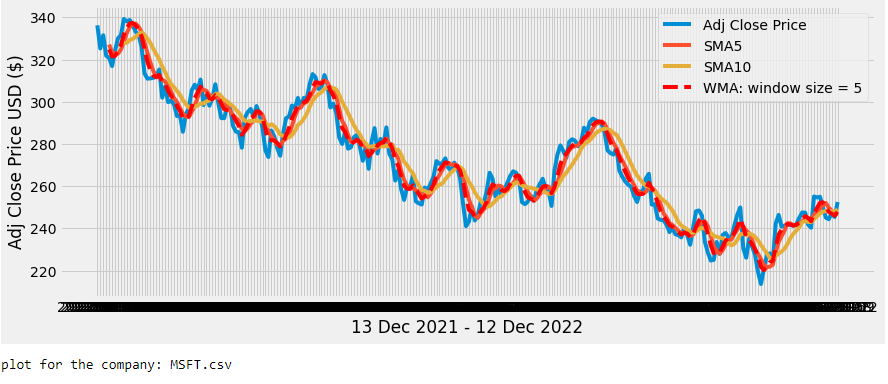 340
320
300
280
260
240
220
Adj Close Price USD ($)
Adj Close Price
SMA5
SMA10
WMA: window size = 5
13 Dec 2021 - 12 Dec 2022
plot for the company: MSFT.csv